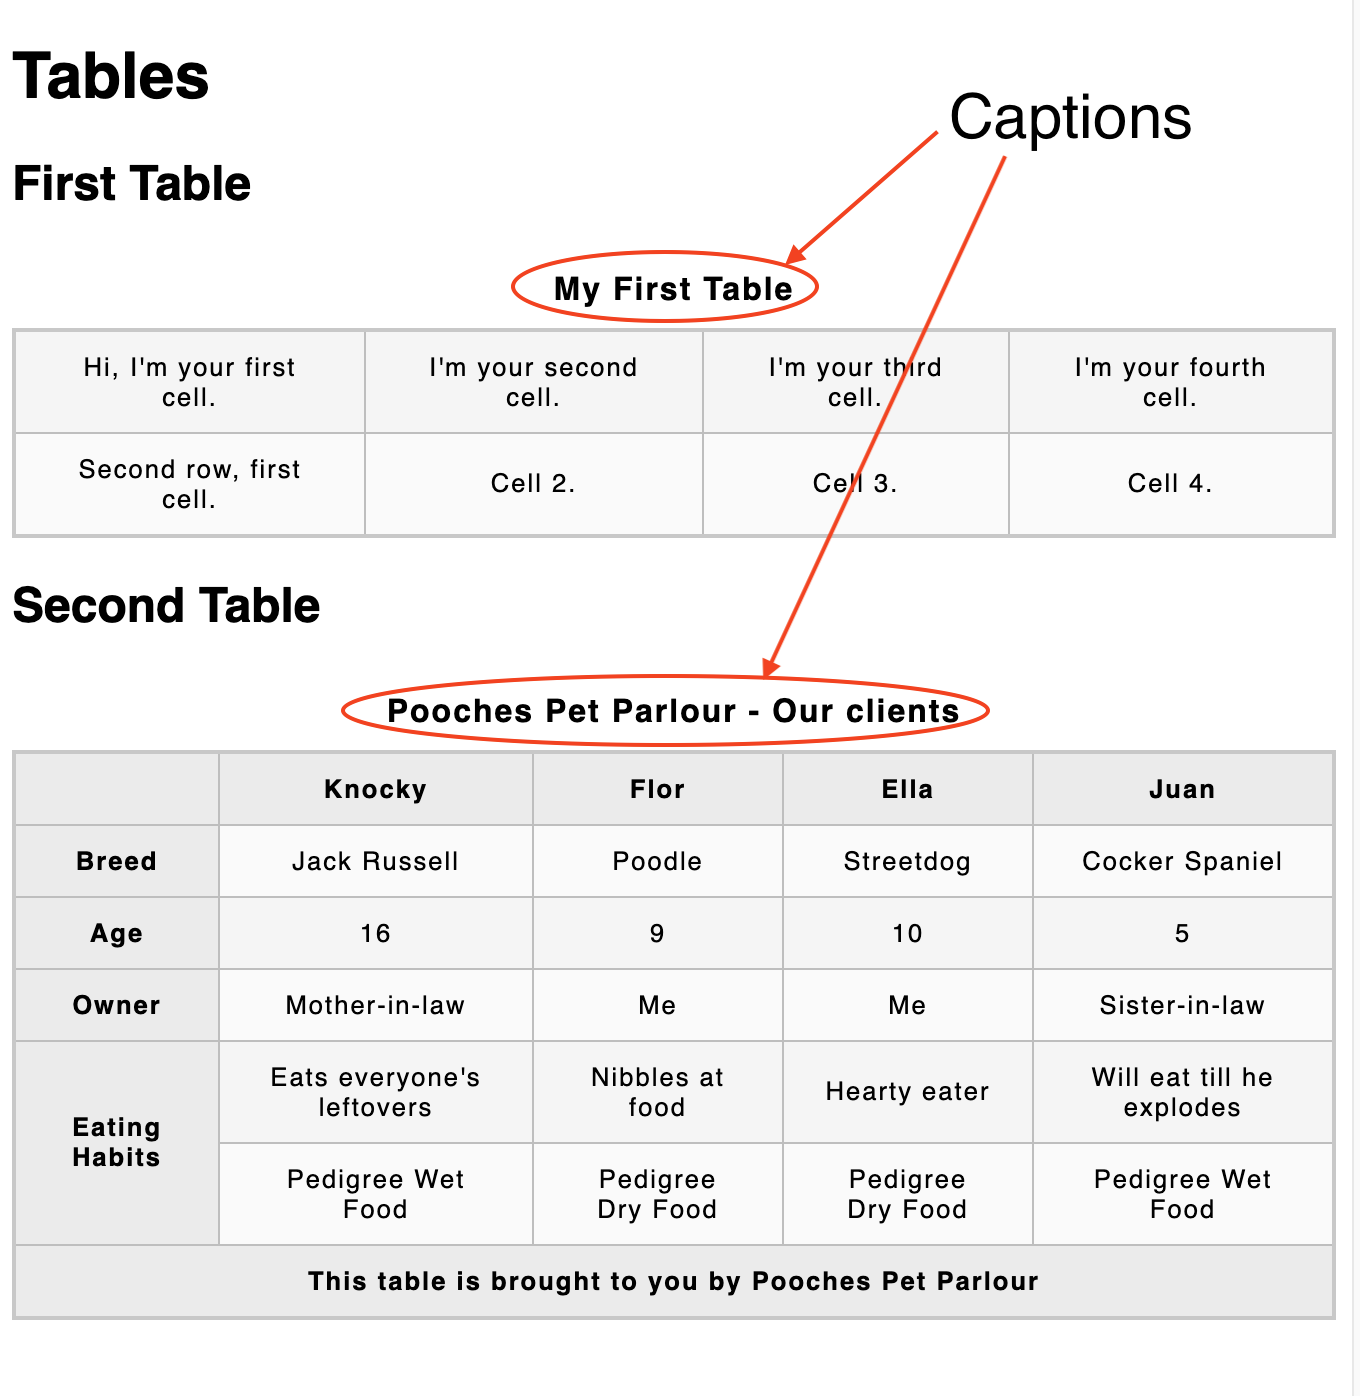 Tables
Captions
First Table
My First Table
Hi, I'm your first
cell.
I'm your second
cell.
I'm your third
cell.
I'm your fourth
cell.
Second row, first
cell.
Cell 2.
Cell 3.
Cell 4.
Second Table
Pooches Pet Parlour - Our clients
Knocky
Flor
Ella
Juan
Breed
Jack Russell
Poodle
Streetdog
Cocker Spaniel
Age
16
9
10
5
Owner
Mother-in-law
Me
Me
Sister-in-law
Eating
Habits
Eats everyone's
leftovers
Nibbles at
food
Hearty eater
Will eat till he
explodes
Pedigree Wet
Food
Pedigree
Dry Food
Pedigree
Dry Food
Pedigree Wet
Food
This table is brought to you by Pooches Pet Parlour